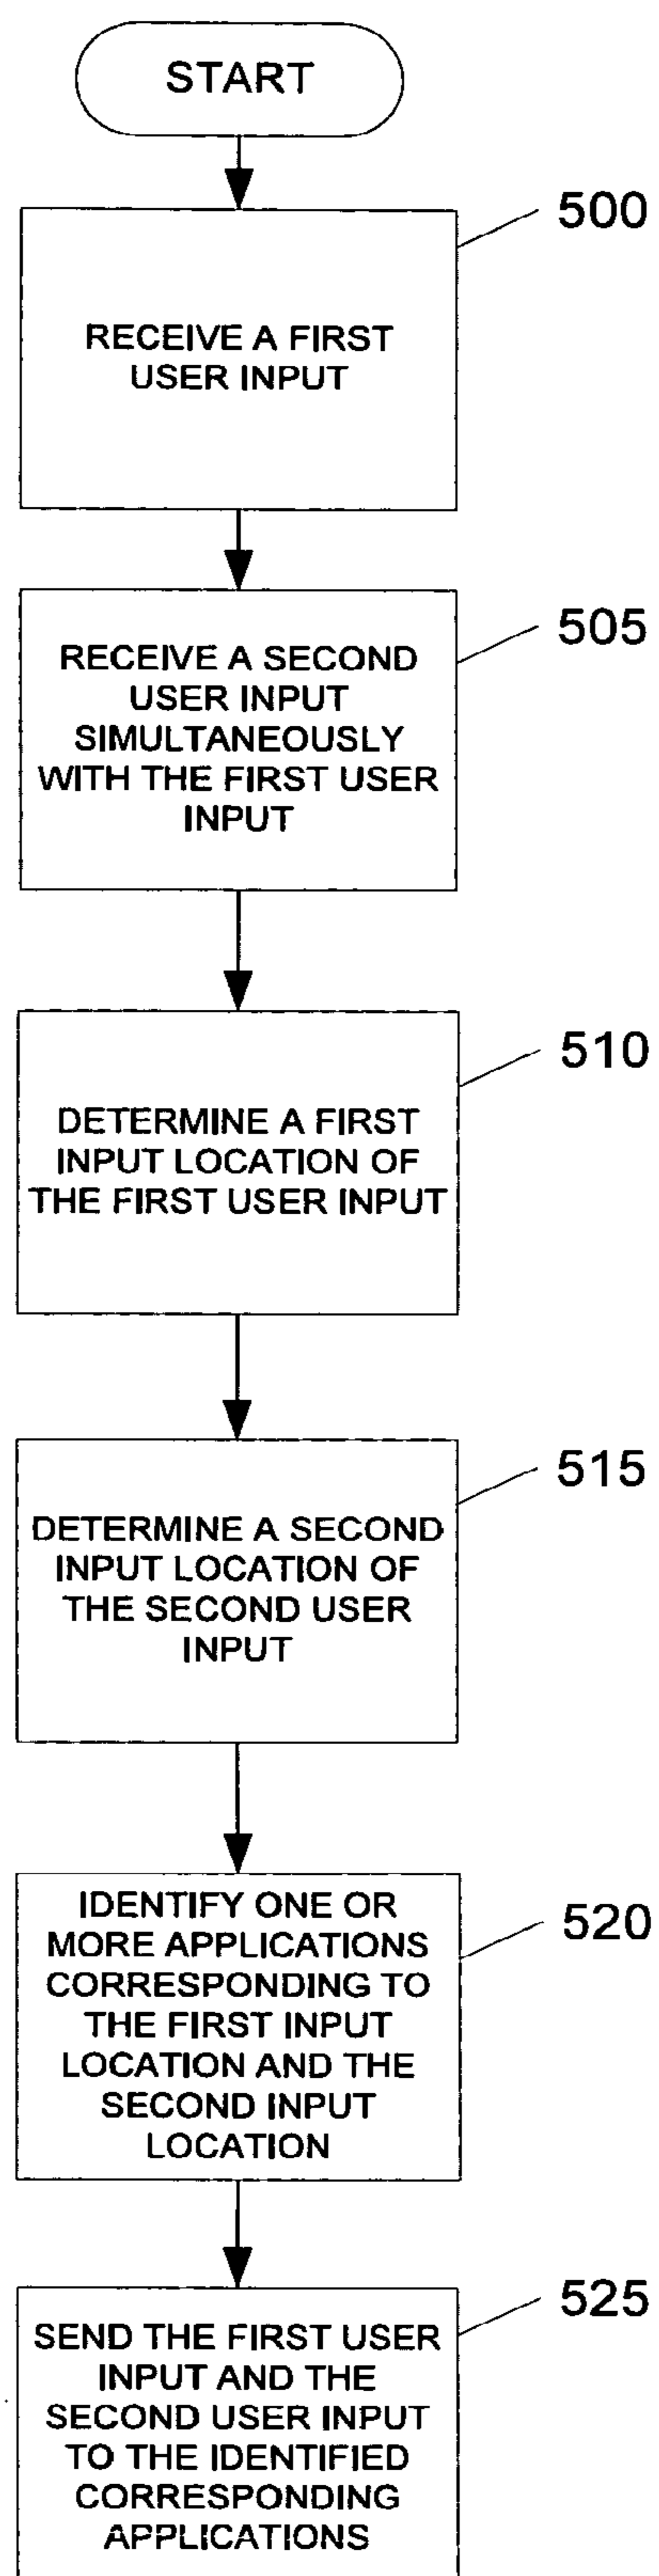 START
500
RECEIVE A FIRST
USER INPUT
505
RECEIVE A SECOND
USER INPUT
SIMULTANEOUSLY
WITH THE FIRST USER
INPUT
510
DETERMINE A FIRST
INPUT LOCATION OF
THE FIRST USER INPUT
515
DETERMINE A SECOND
INPUT LOCATION OF
THE SECOND USER
INPUT
520
IDENTIFY ONE OR
MORE APPLICATIONS
CORRESPONDING TO
THE FIRST INPUT
LOCATION AND THE
SECOND INPUT
LOCATION
525
SEND THE FIRST USER
INPUT AND THE
SECOND USER INPUT
TO THE IDENTIFIED
CORRESPONDING
APPLICATIONS